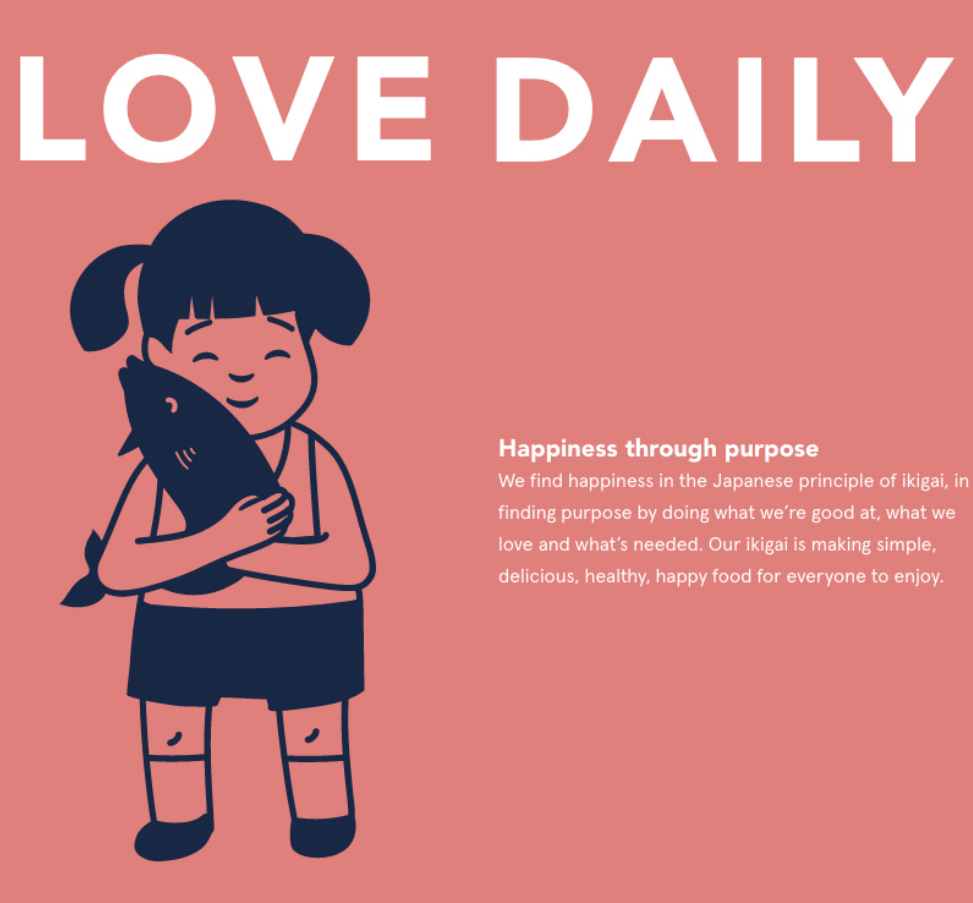 LOVE DAILY
Happiness through purpose
We find happiness in the Japanese principle of ikigai, in
finding purpose by doing what we’re good at, what we
love and what’s needed. Our ikigai is making simple,
delicious, healthy, happy food for everyone to enjoy.